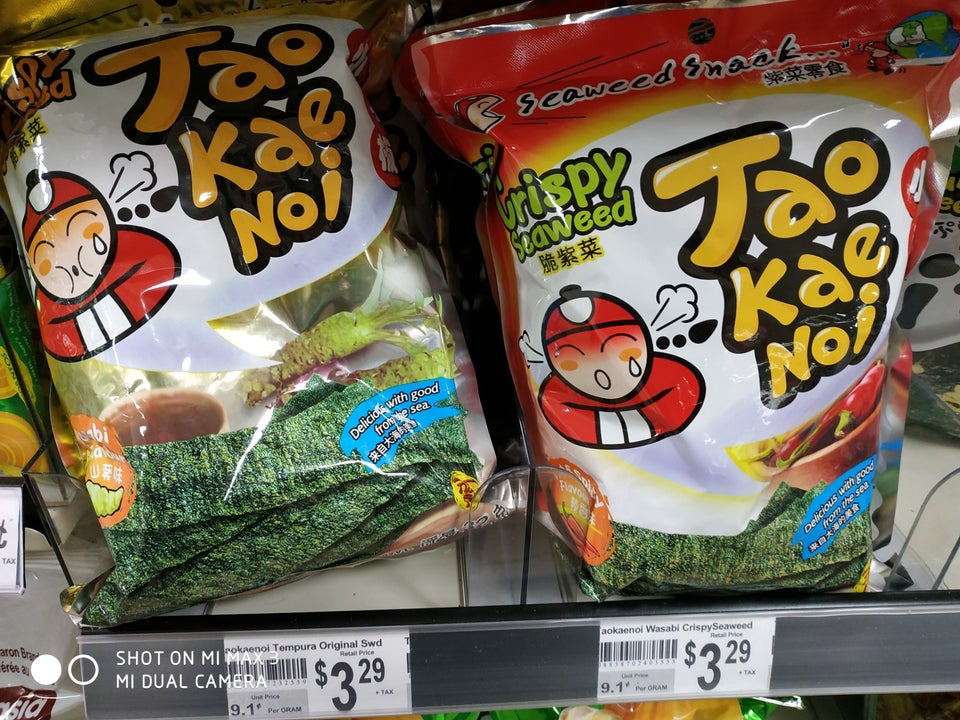 Tao
Kae
Noi
Delicious with good
from the sea.
来自大海的美食
山葵味
Seaweed Snack...
紫菜零食
Crispy
Seaweed
脆紫菜
Tao
Kae
Noi
Flavour
Delicious with good
from the sea.
来自大海的美食
TAX
aokaenoi Tempura Original Swd
Retail Price
$3.29
+ TAX
Unit Price
9.1¢ Per GRAM
aokaenoi Wasabi CrispySeaweed
Retail Price
$3.29
+ TAX
Unit Price
9.1¢ Per GRAM
SHOT ON MI MAX 3
MI DUAL CAMERA